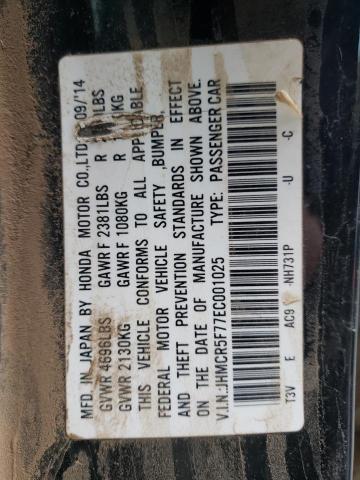 MFD. IN JAPAN BY HONDA MOTOR CO.,LTD 09/'14
GVWR 4696LBS GAWR F 2381LBS R LBS
GVWR 2130KG GAWR F 1080KG R KG
THIS VEHICLE CONFORMS TO ALL APPLICABLE
FEDERAL MOTOR VEHICLE SAFETY, BUMPER,
AND THEFT PREVENTION STANDARDS IN EFFECT
ON THE DATE OF MANUFACTURE SHOWN ABOVE.
V.I.N.:JHMCR5F77EC001025 TYPE: PASSENGER CAR
T3V E AC9 -NH731P -U -C